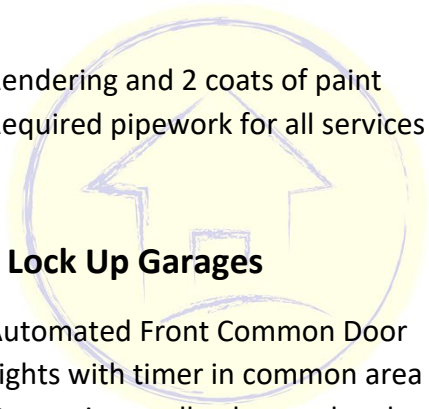 endering and 2 coats of paint
equired pipework for all services
Lock Up Garages
Automated Front Common Door
ights with timer in common area